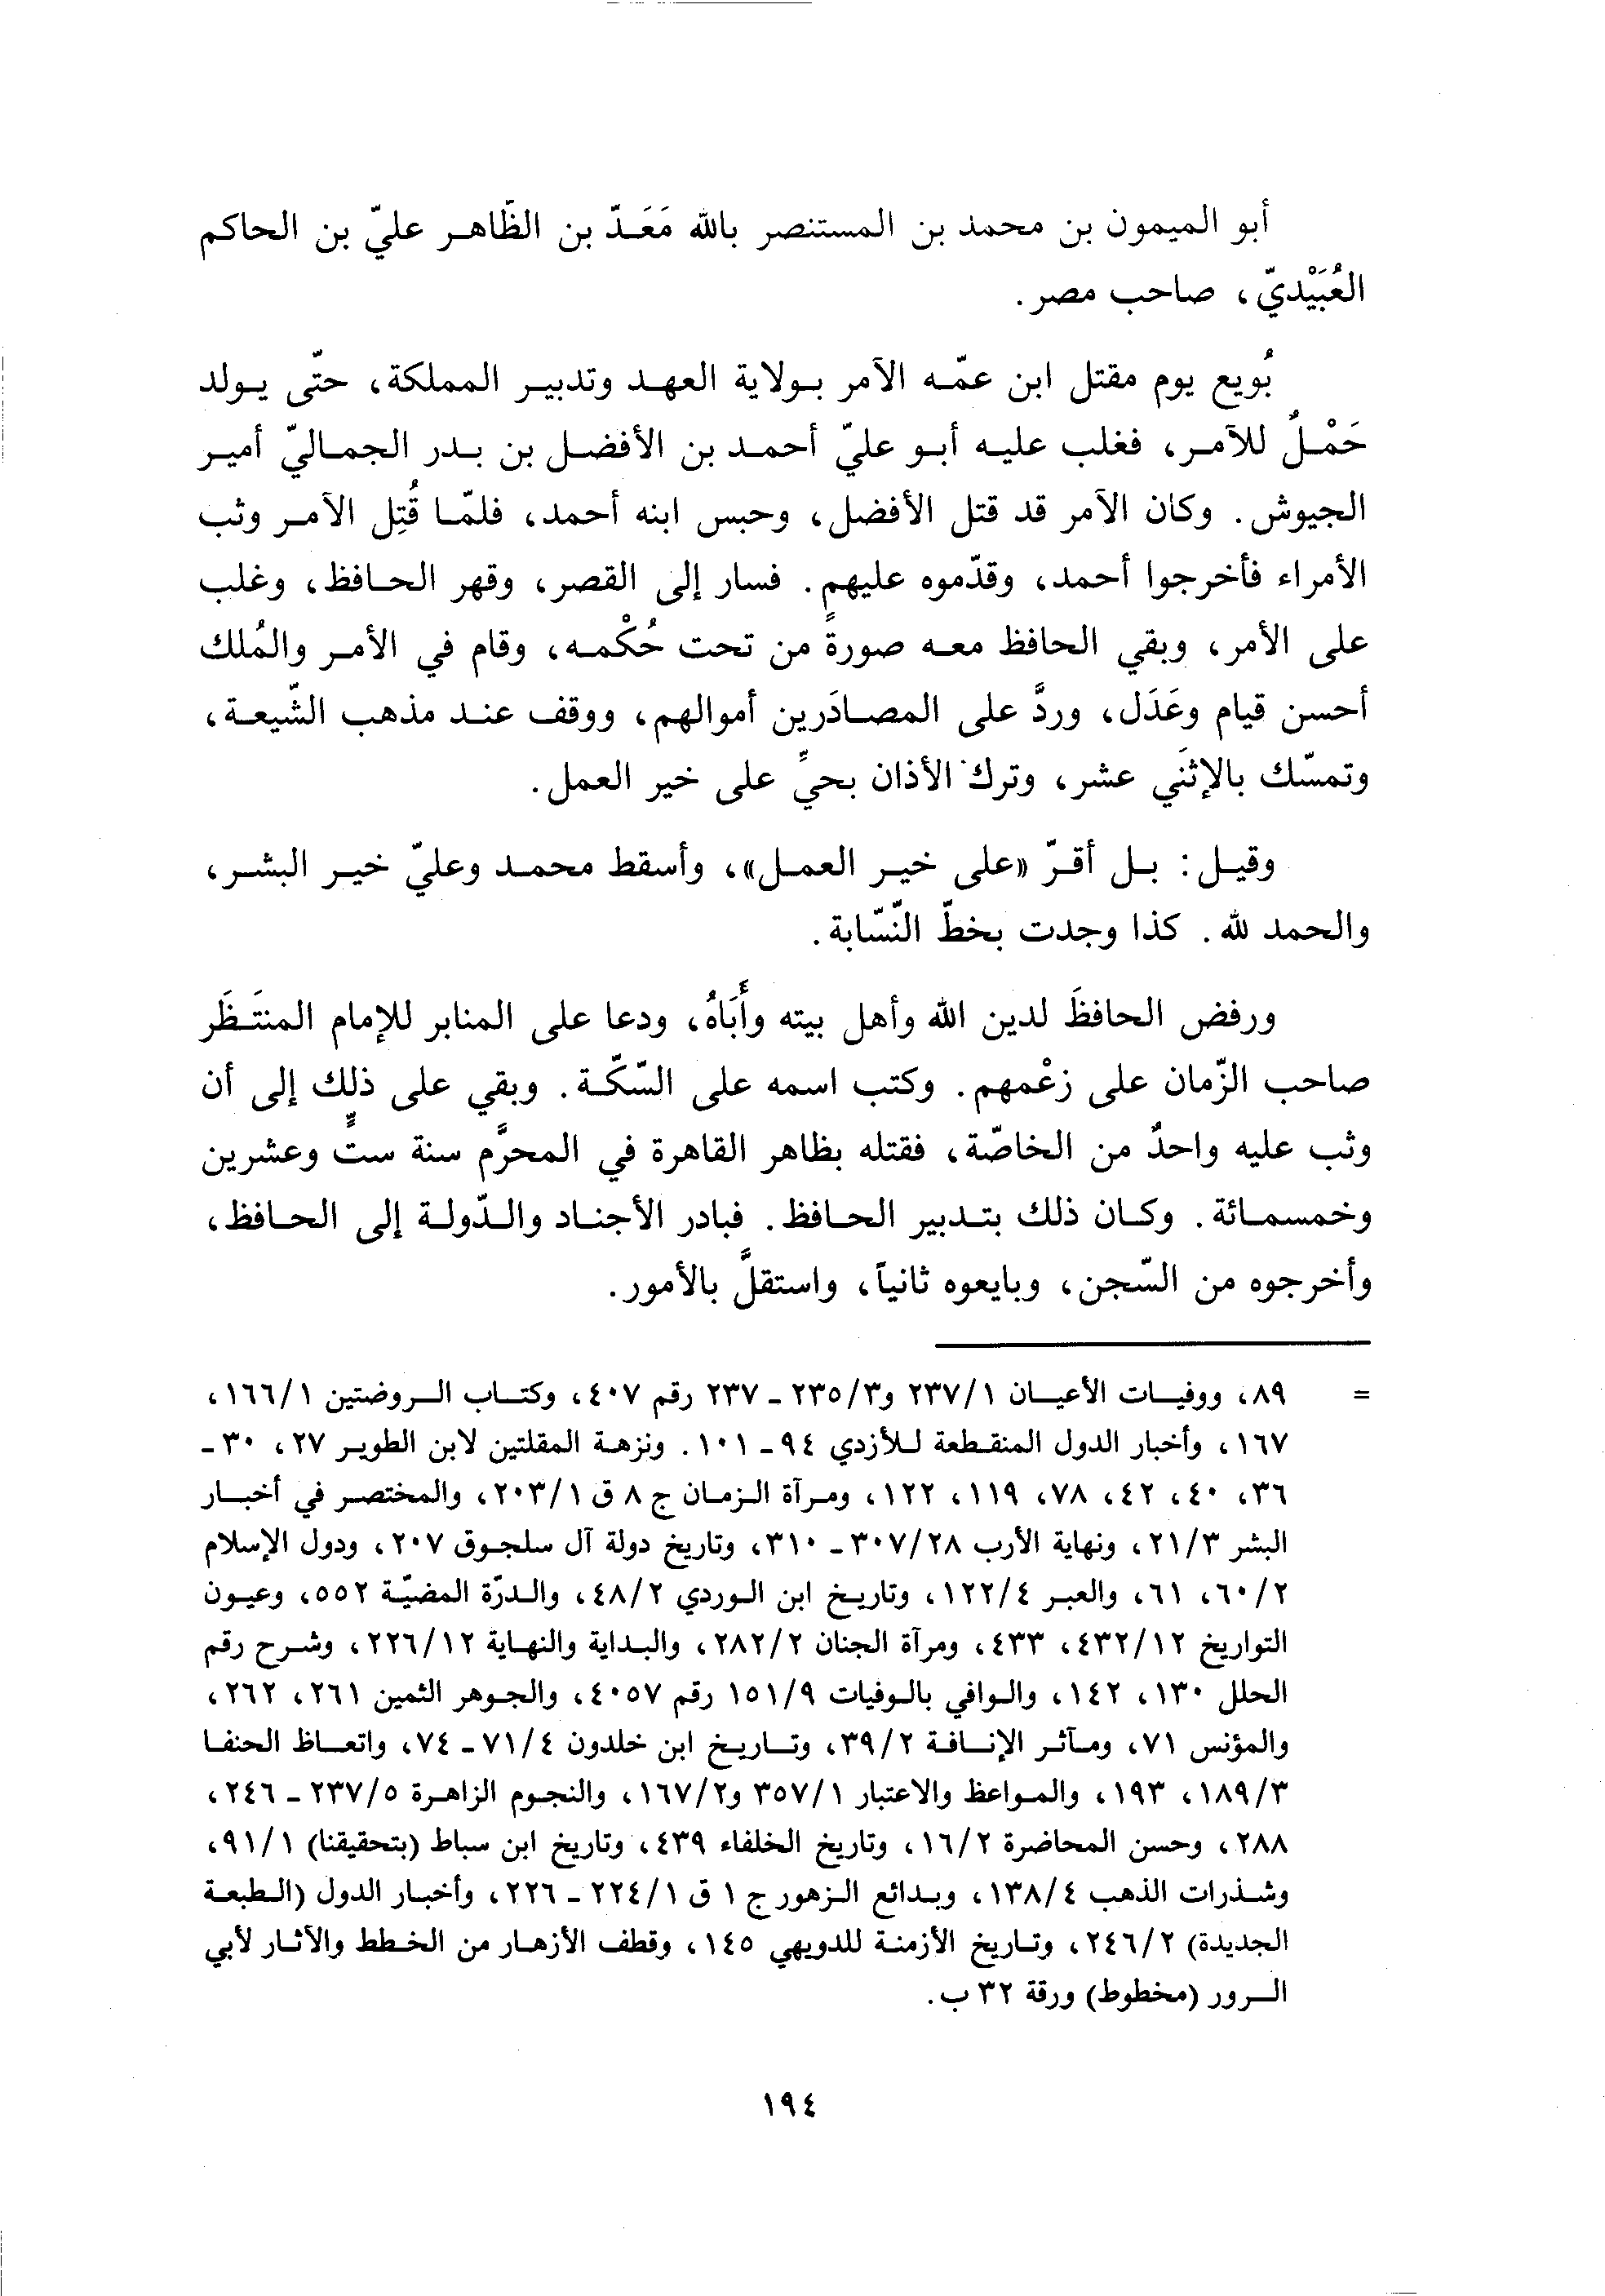 أبو الميمون بن محمد بن المستنصر بالله مَعَدّ بن الظّاهر عليّ بن الحاكم
العُبَيْديّ، صاحب مصر.
بُويع يوم مقتل ابن عمّه الآمر بولاية العهد وتدبير المملكة، حتّى يولد
حَمْلٌ للآمر، فغلب عليه أبو عليّ أحمد بن الأفضل بن بدر الجماليّ أمير
الجيوش. وكان الآمر قد قتل الأفضل، وحبس ابنه أحمد، فلمّا قُتِل الآمر وثب
الأمراء فأخرجوا أحمد، وقدّموه عليهم. فسار إلى القصر، وقهر الحافظ، وغلب
على الأمر، وبقي الحافظ معه صورةً من تحت حُكْمه، وقام في الأمر والمُلك
أحسن قيام وعَدَل، وردَّ على المصادَرين أموالهم، ووقف عند مذهب الشّيعة،
وتمسّك بالإثنَي عشر، وترك الأذان بحيِّ على خير العمل.
وقيل: بل أقرّ «على خير العمل»، وأسقط محمد وعليّ خير البشر،
والحمد لله. كذا وجدت بخطّ النّسّابة.
ورفض الحافظَ لدين الله وأهل بيته وأَبَاهُ، ودعا على المنابر للإمام المنتَظَر
صاحب الزّمان على زعْمهم. وكتب اسمه على السّكّة. وبقي على ذلك إلى أن
وثب عليه واحدٌ من الخاصّة، فقتله بظاهر القاهرة في المحرَّم سنة ستٍّ وعشرين
وخمسمائة. وكان ذلك بتدبير الحافظ. فبادر الأجناد والدّولة إلى الحافظ،
وأخرجوه من السّجن، وبايعوه ثانياً، واستقلَّ بالأمور.
= ٨٩، ووفيات الأعيان ٢٣٧/١ و٢٣٥/٣ ـ ٢٣٧ رقم ٤٠٧، وكتاب الروضتين ١٦٦/١،
١٦٧، وأخبار الدول المنقطعة للأزدي ٩٤ ـ ١٠١. ونزهة المقلتين لابن الطوير ٢٧، ٣٠ ـ
٣٦، ٤٠، ٤٢، ٧٨، ١١٩، ١٢٢، ومرآة الزمان ج ٨ ق ٢٠٣/١، والمختصر في أخبار
البشر ٢١/٣، ونهاية الأرب ٣٠٧/٢٨ ـ ٣١٠، وتاريخ دولة آل سلجوق ٢٠٧، ودول الإسلام
٦٠/٢، ٦١، والعبر ١٢٢/٤، وتاريخ ابن الوردي ٤٨/٢، والدرّة المضيّة ٥٥٢، وعيون
التواريخ ٤٣٢/١٢، ٤٣٣، ومرآة الجنان ٢٨٢/٢، والبداية والنهاية ٢٢٦/١٢، وشرح رقم
الحلل ١٣٠، ١٤٢، والوافي بالوفيات ١٥١/٩ رقم ٤٠٥٧، والجوهر الثمين ٢٦١، ٢٦٢،
والمؤنس ٧١، ومآثر الإنافة ٣٩/٢، وتاريخ ابن خلدون ٧١/٤ ـ ٧٤، واتعاظ الحنفا
١٨٩/٣، ١٩٣، والمواعظ والاعتبار ٣٥٧/١ و١٦٧/٢، والنجوم الزاهرة ٢٣٧/٥ ـ ٢٤٦،
٢٨٨، وحسن المحاضرة ١٦/٢، وتاريخ الخلفاء ٤٣٩، وتاريخ ابن سباط (بتحقيقنا) ٩١/١،
وشذرات الذهب ١٣٨/٤، وبدائع الزهور ج ١ ق ٢٢٤/١ ـ ٢٢٦، وأخبار الدول (الطبعة
الجديدة) ٢٤٦/٢، وتاريخ الأزمنة للدويهي ١٤٥، وقطف الأزهار من الخطط والآثار لأبي
السرور (مخطوط) ورقة ٣٢ ب.
١٩٤